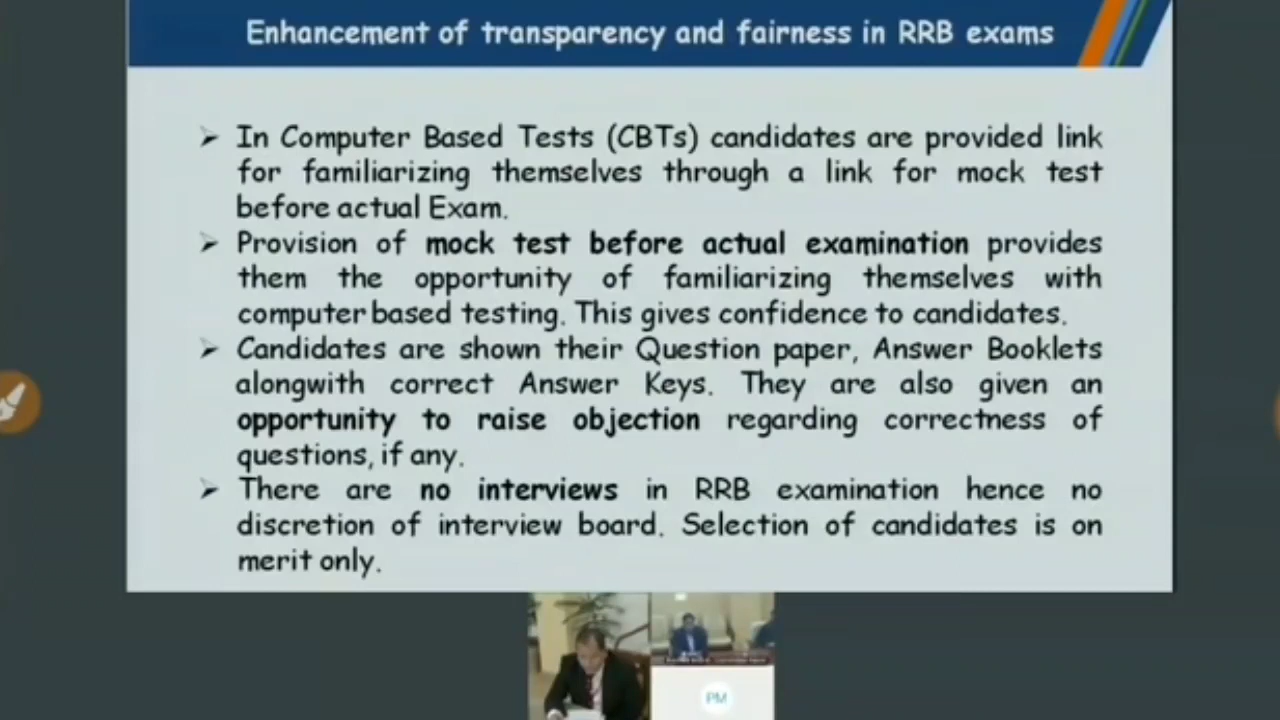 Enhancement of transparency and fairness in RRB exams
➢ In Computer Based Tests (CBTs) candidates are provided link
for familiarizing themselves through a link for mock test
before actual Exam.
➢ Provision of mock test before actual examination provides
them the opportunity of familiarizing themselves with
computer based testing. This gives confidence to candidates.
➢ Candidates are shown their Question paper, Answer Booklets
alongwith correct Answer Keys. They are also given an
opportunity to raise objection regarding correctness of
questions, if any.
➢ There are no interviews in RRB examination hence no
discretion of interview board. Selection of candidates is on
merit only.
PM